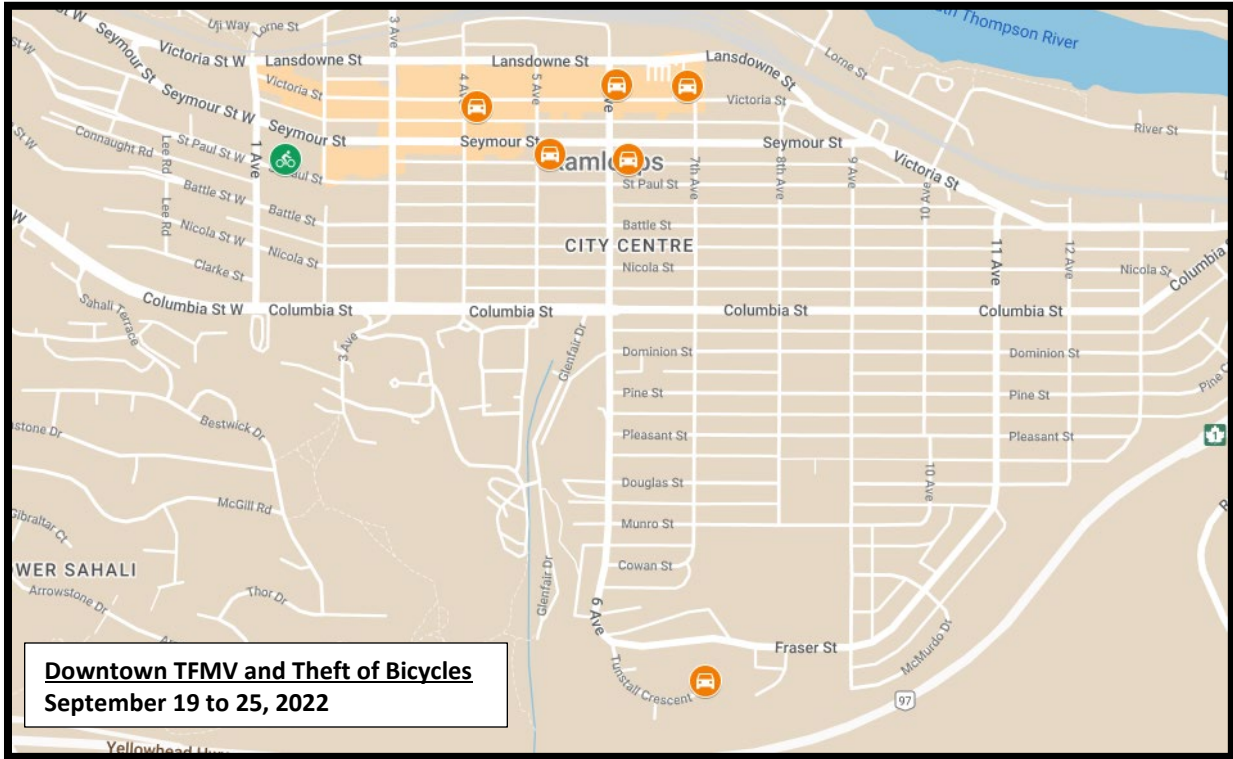 Uji Way
Lorne St
3 Ave
Thompson River
St W
Seymour St
Victoria St W
Lansdowne St
Lansdowne St
Lansdowne St
Lorne St
Victoria St
4 Ave
5 Ave
Victoria St
Seymour St W
River St
St W
Connaught Rd
Lee Rd
St Paul St W
1 Ave
Seymour St
Seymour St
Seymour St
Victoria St
7th Ave
8th Ave
9 Ave
10 Ave
St Paul St
Battle St W
Battle St
Battle St
Lee Rd
Nicola St W
Nicola St
CITY CENTRE
Nicola St
11 Ave
12 Ave
Nicola St
Columbia
Clarke St
Sahali Terrace
Columbia St W
Columbia St
Columbia St
Columbia St
Columbia St
3 Ave
Glenfair Dr
Dominion St
Dominion St
Pine St
Pine St
Pleasant St
Pleasant St
1
Bestwick Dr
Douglas St
10 Ave
McGill Rd
Munro St
Gibraltar Ct
Cowan St
WER SAHALI
Arrowstone Dr
Thor Dr
Glenfair Dr
6 Ave
Fraser St
McMurdo Dr
Tunstall Crescent
97
Downtown TFMV and Theft of Bicycles
September 19 to 25, 2022
Yellowhead